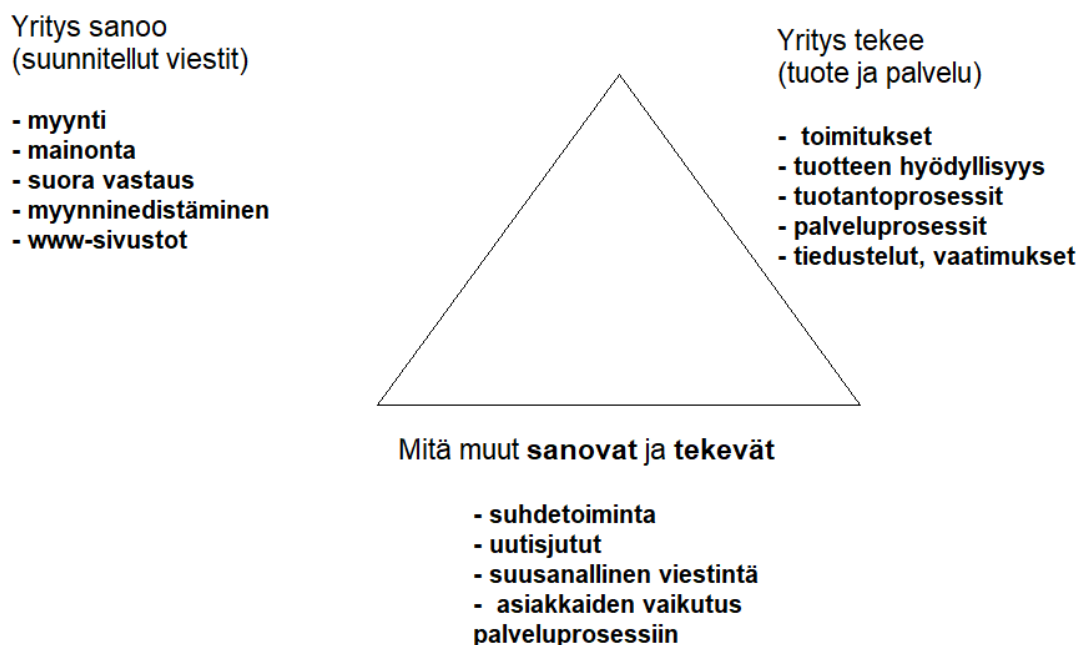 Yritys sanoo
(suunnitellut viestit)
- myynti
- mainonta
- suora vastaus
- myynninedistäminen
- www-sivustot
Yritys tekee
(tuote ja palvelu)
- toimitukset
- tuotteen hyödyllisyys
- tuotantoprosessit
- palveluprosessit
- tiedustelut, vaatimukset
Mitä muut sanovat ja tekevät
- suhdetoiminta
- uutisjutut
- suusanallinen viestintä
- asiakkaiden vaikutus
palveluprosessiin